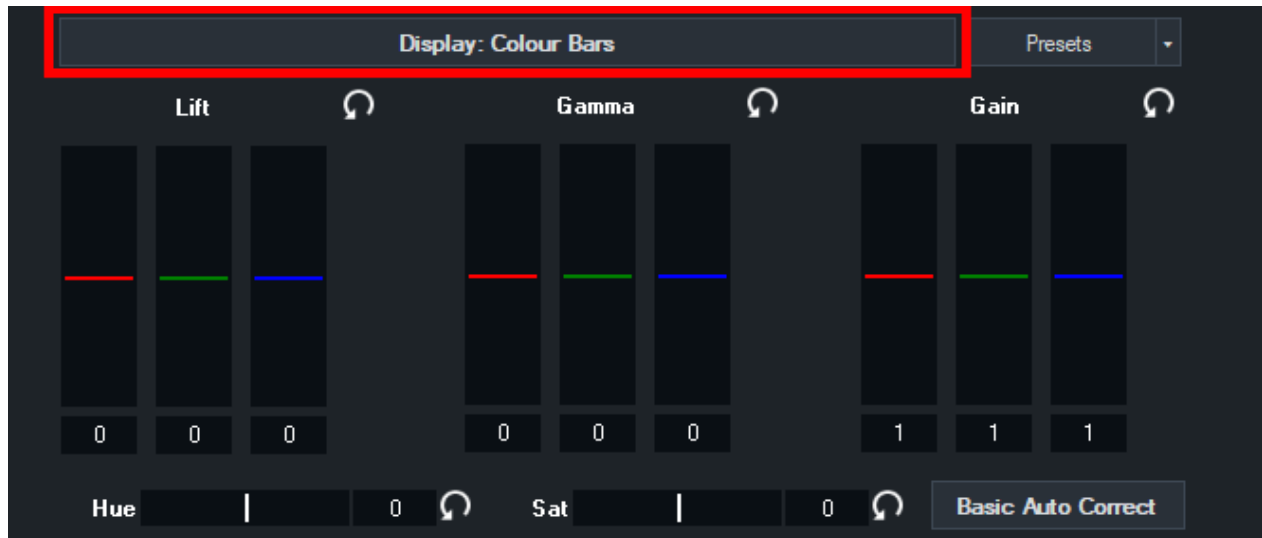 Display: Colour Bars Presets
Lift Gamma Gain
0 0 0 0 0 0 1 1 1
Hue 0 Sat 0 Basic Auto Correct